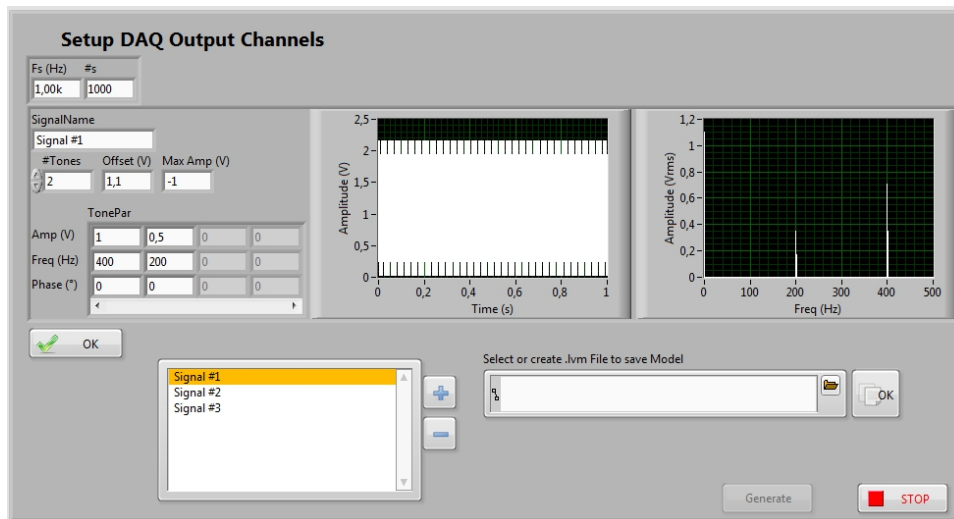 Setup DAQ Output Channels
Fs (Hz) #s
1,00k 1000
SignalName
Signal #1
#Tones Offset (V) Max Amp (V)
2 1,1 -1
TonePar
Amp (V) 1 0,5 0 0
Freq (Hz) 400 200 0 0
Phase (°) 0 0 0 0
Amplitude (V)
2,5
2
1,5
1
0,5
0
0 0,2 0,4 0,6 0,8 1
Time (s)
Amplitude (Vrms)
1,2
1
0,8
0,6
0,4
0,2
0
0 100 200 300 400 500
Freq (Hz)
OK
Signal #1
Signal #2
Signal #3
Select or create .lvm File to save Model
OK
Generate
STOP